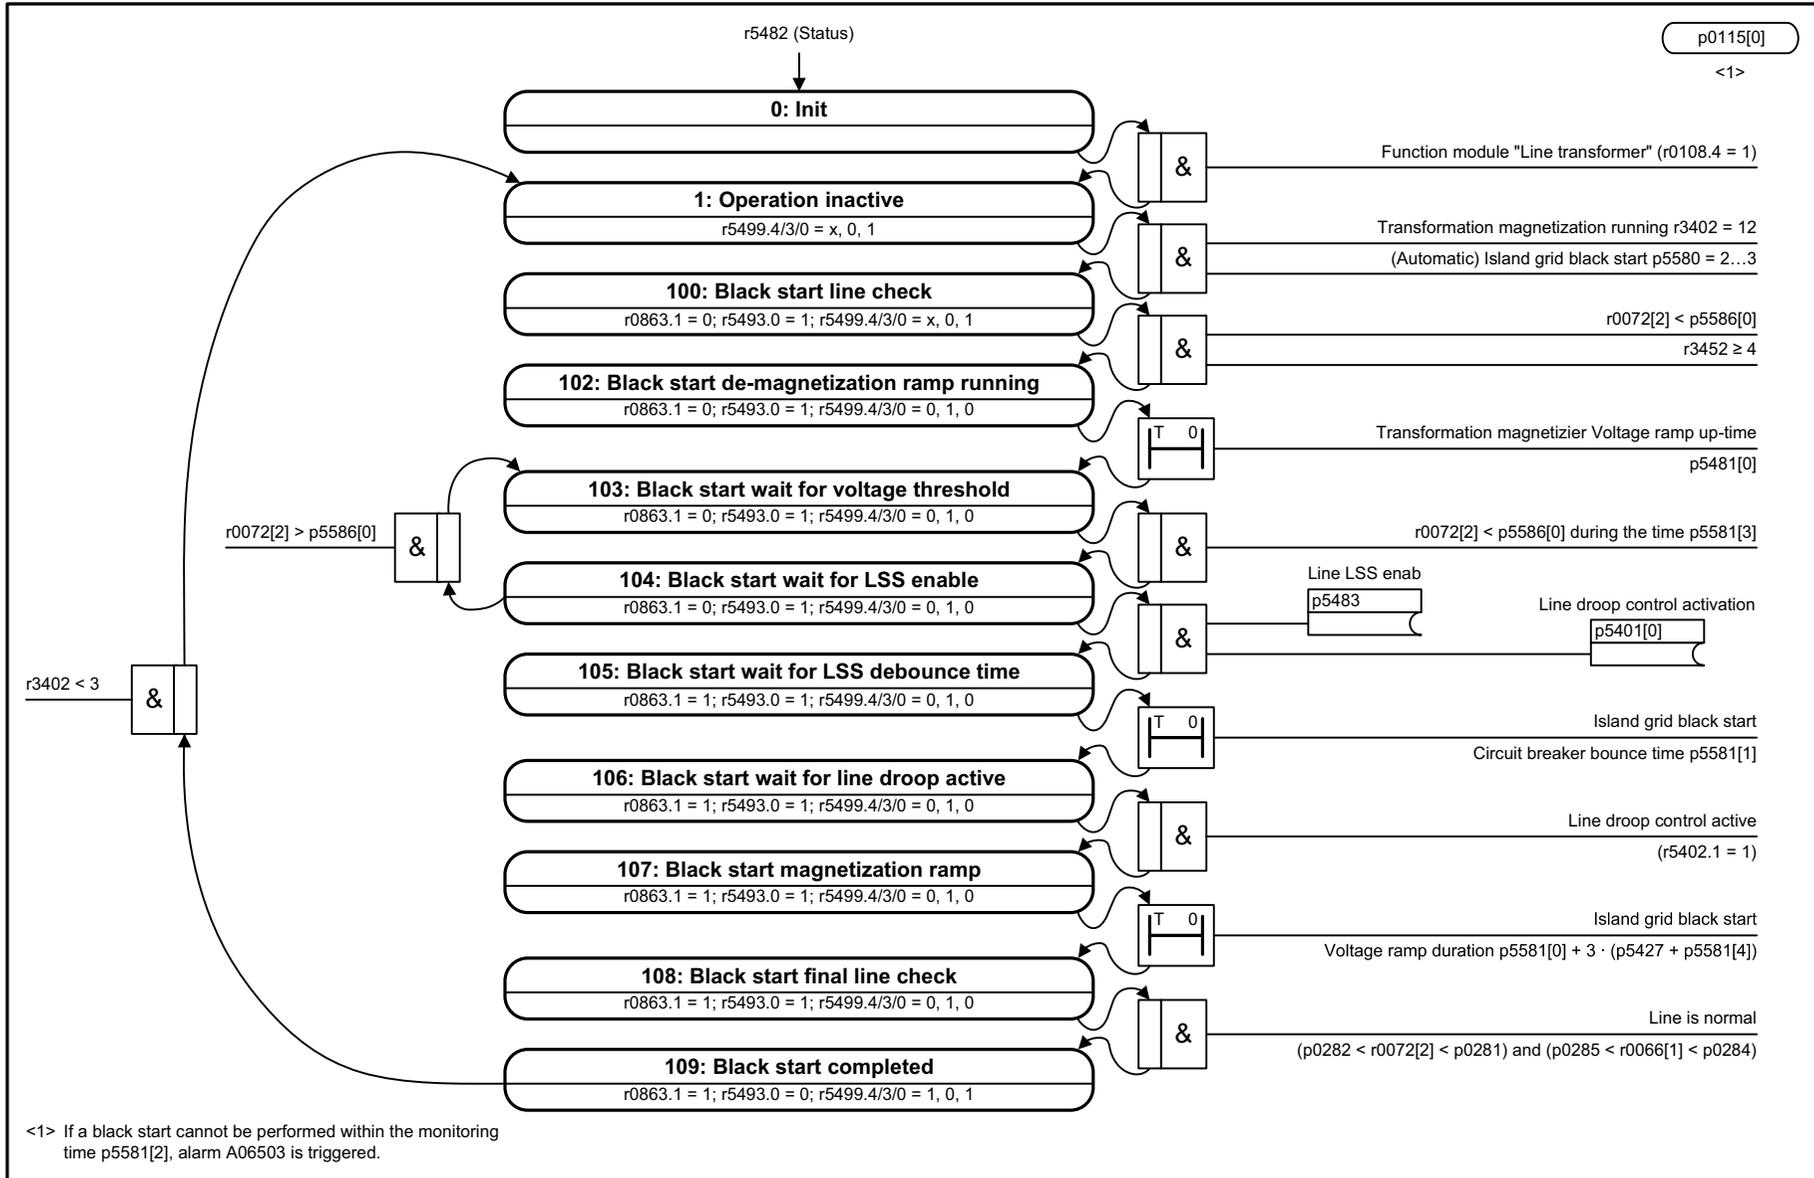 r5482 (Status)
p0115[0]
<1>
0: Init
&
Function module "Line transformer" (r0108.4 = 1)
1: Operation inactive
r5499.4/3/0 = x, 0, 1
&
Transformation magnetization running r3402 = 12
(Automatic) Island grid black start p5580 = 2…3
100: Black start line check
r0863.1 = 0; r5493.0 = 1; r5499.4/3/0 = x, 0, 1
&
r0072[2] < p5586[0]
r3452 ≥ 4
102: Black start de-magnetization ramp running
r0863.1 = 0; r5493.0 = 1; r5499.4/3/0 = 0, 1, 0
T 0
Transformation magnetizier Voltage ramp up-time
p5481[0]
103: Black start wait for voltage threshold
r0863.1 = 0; r5493.0 = 1; r5499.4/3/0 = 0, 1, 0
r0072[2] > p5586[0]
&
&
r0072[2] < p5586[0] during the time p5581[3]
104: Black start wait for LSS enable
r0863.1 = 0; r5493.0 = 1; r5499.4/3/0 = 0, 1, 0
Line LSS enab
p5483
Line droop control activation
p5401[0]
&
105: Black start wait for LSS debounce time
r0863.1 = 1; r5493.0 = 1; r5499.4/3/0 = 0, 1, 0
r3402 < 3
&
T 0
Island grid black start
Circuit breaker bounce time p5581[1]
106: Black start wait for line droop active
r0863.1 = 1; r5493.0 = 1; r5499.4/3/0 = 0, 1, 0
&
Line droop control active
(r5402.1 = 1)
107: Black start magnetization ramp
r0863.1 = 1; r5493.0 = 1; r5499.4/3/0 = 0, 1, 0
T 0
Island grid black start
Voltage ramp duration p5581[0] + 3 · (p5427 + p5581[4])
108: Black start final line check
r0863.1 = 1; r5493.0 = 1; r5499.4/3/0 = 0, 1, 0
&
Line is normal
(p0282 < r0072[2] < p0281) and (p0285 < r0066[1] < p0284)
109: Black start completed
r0863.1 = 1; r5493.0 = 0; r5499.4/3/0 = 1, 0, 1
<1> If a black start cannot be performed within the monitoring
time p5581[2], alarm A06503 is triggered.